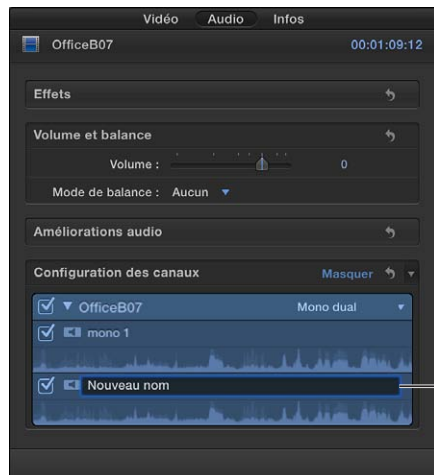 Vidéo Audio Infos
OfficeB07 00:01:09:12
Effets
Volume et balance
Volume : 0
Mode de balance : Aucun
Améliorations audio
Configuration des canaux Masquer
OfficeB07 Mono dual
mono 1
Nouveau nom